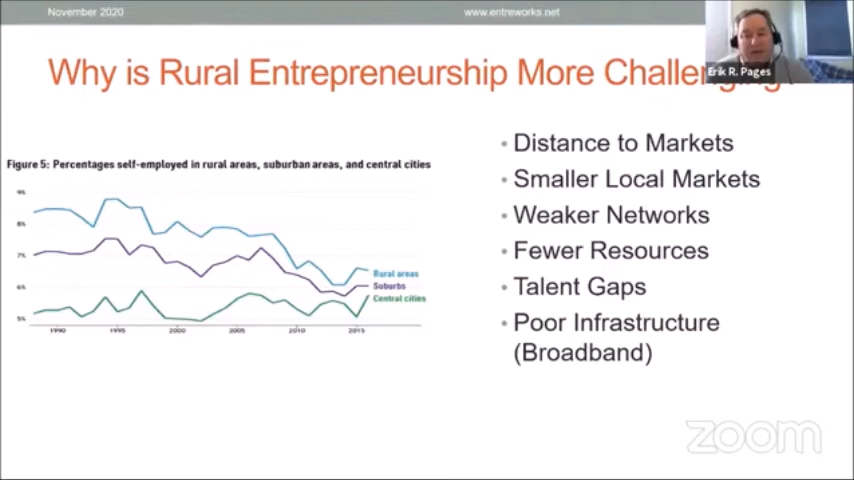 November 2020
www.entreworks.net
Erik R. Pages
Why is Rural Entrepreneurship More Challenging
Figure 5: Percentages self-employed in rural areas, suburban areas, and central cities
9%
8%
7%
6%
5%
1990
1995
2000
2005
2010
2015
Rural areas
Suburbs
Central cities
• Distance to Markets
• Smaller Local Markets
• Weaker Networks
• Fewer Resources
• Talent Gaps
• Poor Infrastructure
(Broadband)
zoom